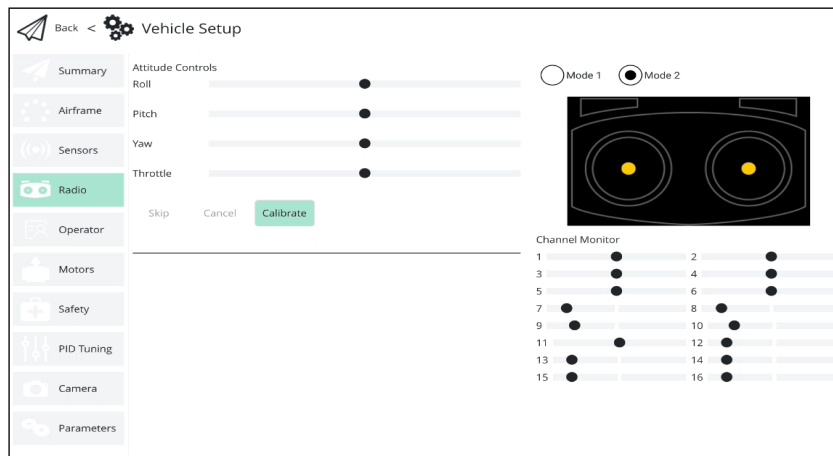 Back < Vehicle Setup
Summary
Airframe
Sensors
Radio
Operator
Motors
Safety
PID Tuning
Camera
Parameters
Attitude Controls
Roll
Pitch
Yaw
Throttle
Skip Cancel Calibrate
Mode 1 Mode 2
Channel Monitor
1 2
3 4
5 6
7 8
9 10
11 12
13 14
15 16